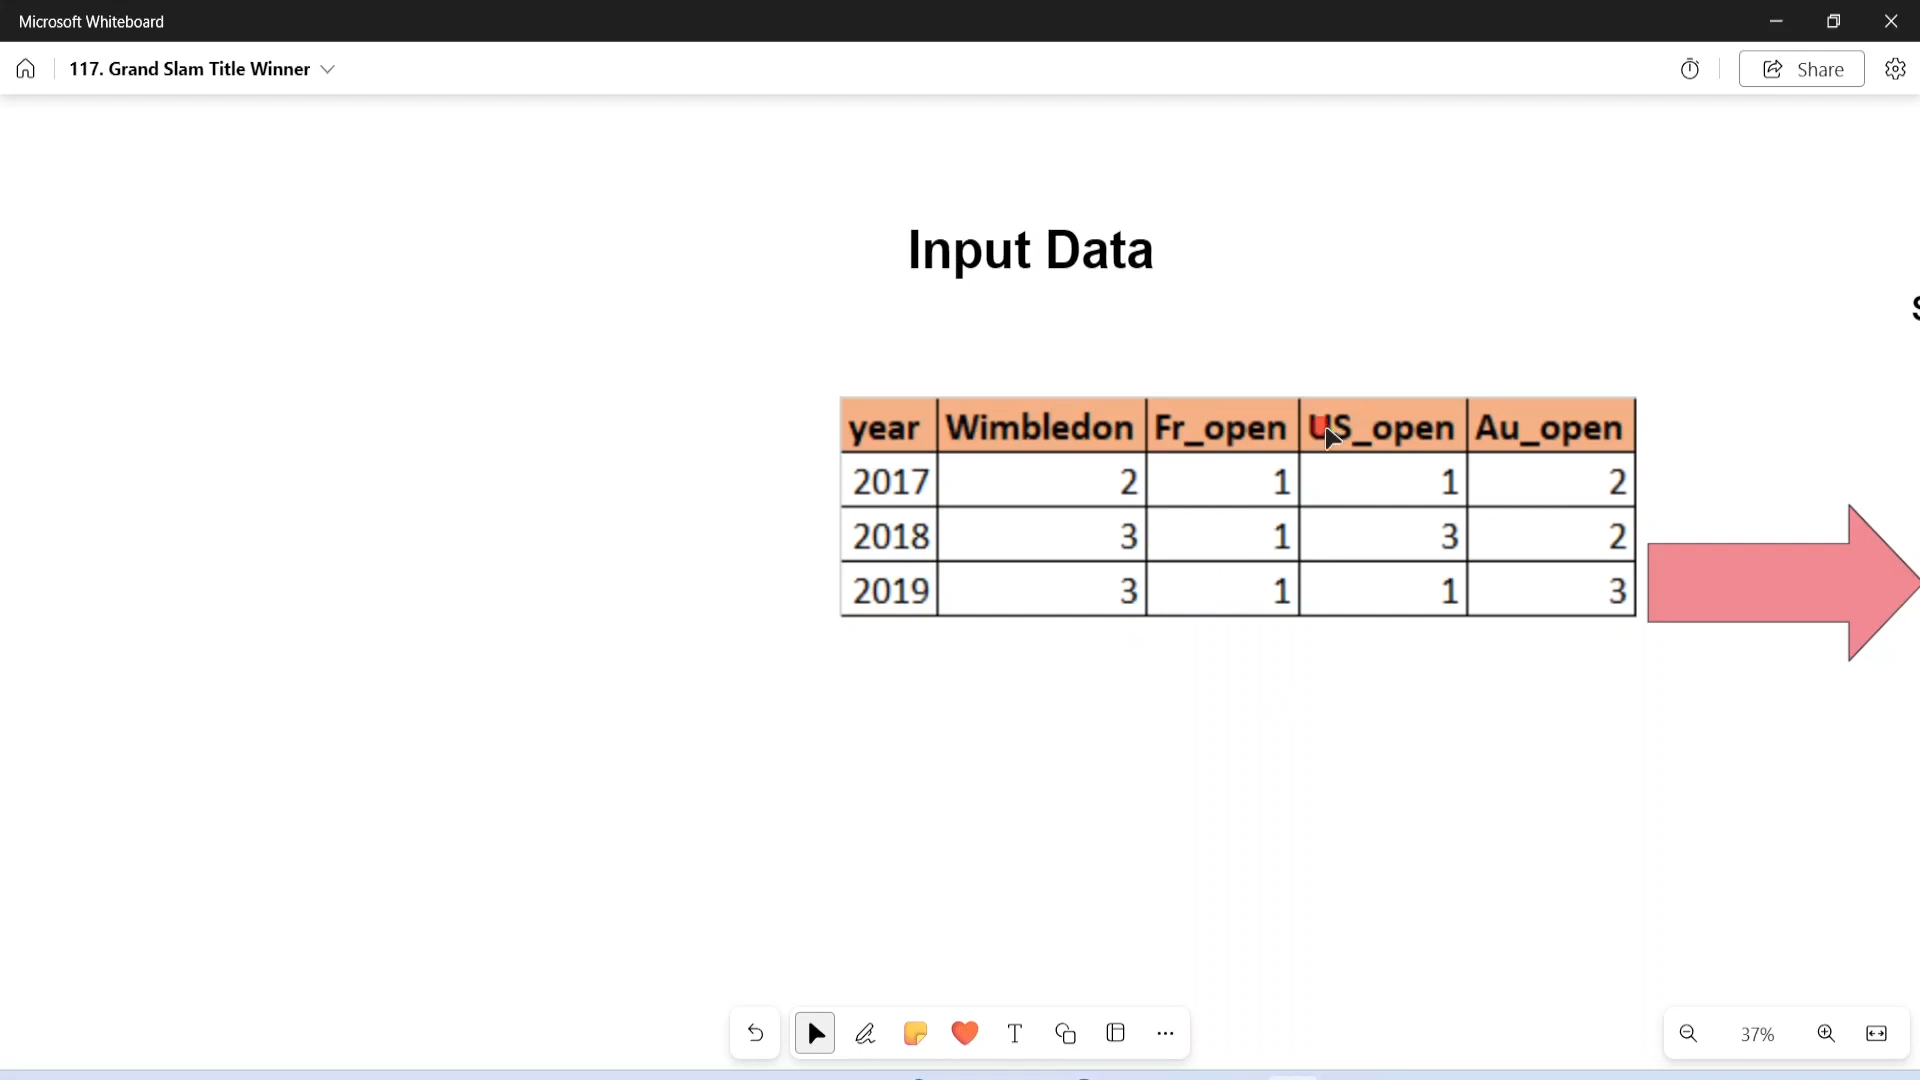 Microsoft Whiteboard
117. Grand Slam Title Winner
Share
Input Data
year Wimbledon Fr_open US_open Au_open
2017 2 1 1 2
2018 3 1 3 2
2019 3 1 1 3
T
37%